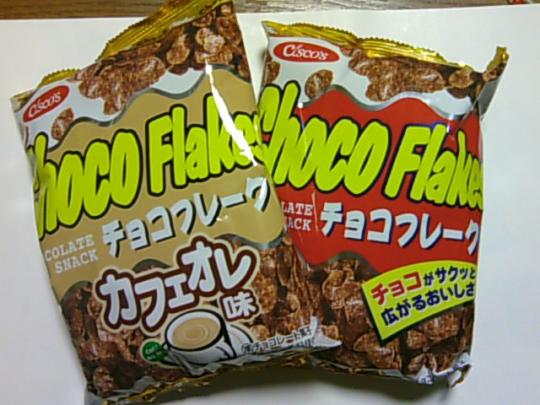 Cisco's
Choco Flakes
COLATE
SNACK
チョコフレーク
カフェオレ
味
Cisco's
Choco Flakes
LATE
ACK
チョコフレーク
チョコがサクッと
広がるおいしさ